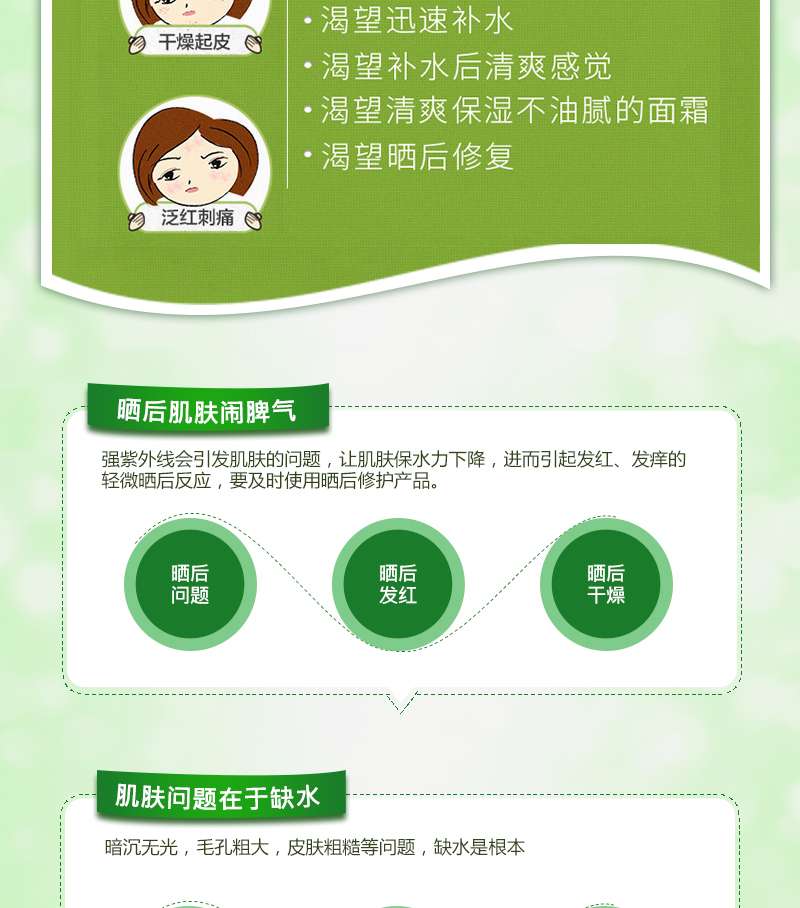 干燥起皮
• 渴望迅速补水
• 渴望补水后清爽感觉
• 渴望清爽保湿不油腻的面霜
• 渴望晒后修复
泛红刺痛
晒后肌肤闹脾气
强紫外线会引发肌肤的问题，让肌肤保水力下降，进而引起发红、发痒的
轻微晒后反应，要及时使用晒后修护产品。
晒后
问题
晒后
发红
晒后
干燥
肌肤问题在于缺水
暗沉无光，毛孔粗大，皮肤粗糙等问题，缺水是根本